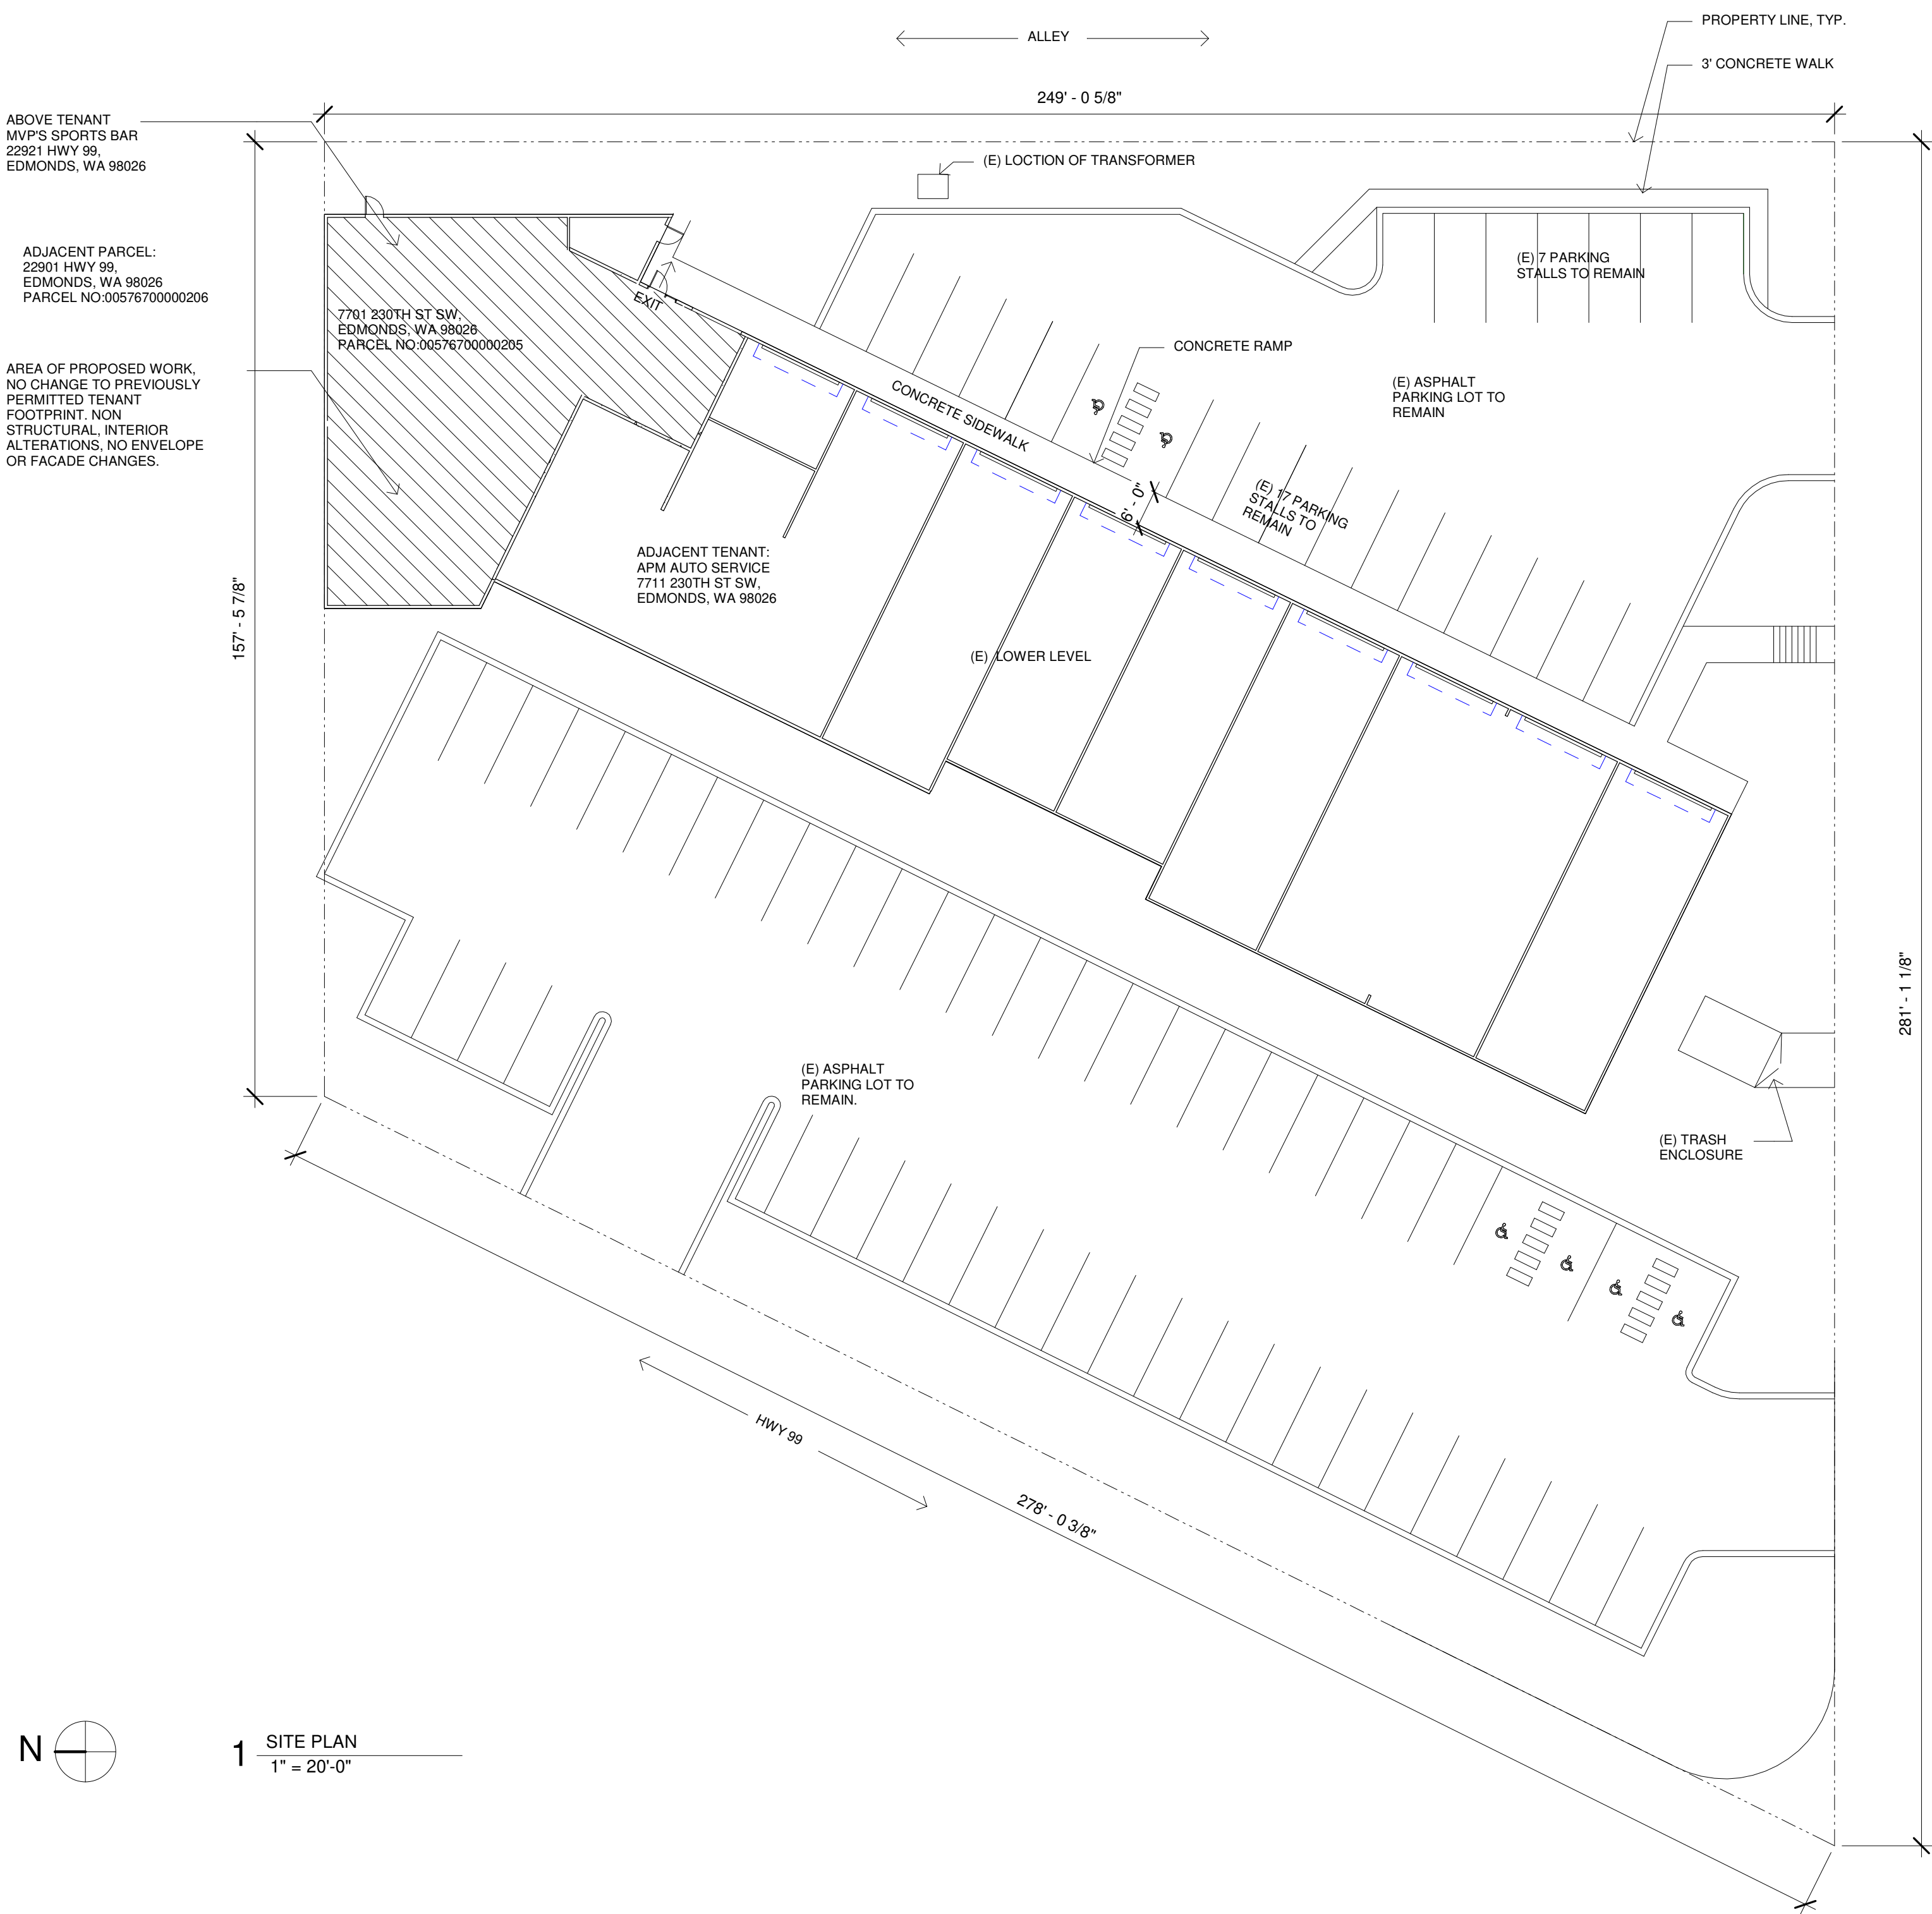 PROPERTY LINE, TYP.
ALLEY
3' CONCRETE WALK
249' - 0 5/8"
ABOVE TENANT
MVP'S SPORTS BAR
22921 HWY 99,
EDMONDS, WA 98026
(E) LOCTION OF TRANSFORMER
ADJACENT PARCEL:
22901 HWY 99,
EDMONDS, WA 98026
PARCEL NO:00576700000206
(E) 7 PARKING
STALLS TO REMAIN
EXIT
7701 230TH ST SW,
EDMONDS, WA 98026
PARCEL NO:00576700000205
CONCRETE RAMP
AREA OF PROPOSED WORK,
NO CHANGE TO PREVIOUSLY
PERMITTED TENANT
FOOTPRINT. NON
STRUCTURAL, INTERIOR
ALTERATIONS, NO ENVELOPE
OR FACADE CHANGES.
CONCRETE SIDEWALK
(E) ASPHALT
PARKING LOT TO
REMAIN
6' - 0"
(E) 17 PARKING
STALLS TO
REMAIN
ADJACENT TENANT:
APM AUTO SERVICE
7711 230TH ST SW,
EDMONDS, WA 98026
157' - 5 7/8"
(E) LOWER LEVEL
281' - 1 1/8"
(E) ASPHALT
PARKING LOT TO
REMAIN.
(E) TRASH
ENCLOSURE
HWY 99
278' - 0 3/8"
N
1 SITE PLAN
1" = 20'-0"